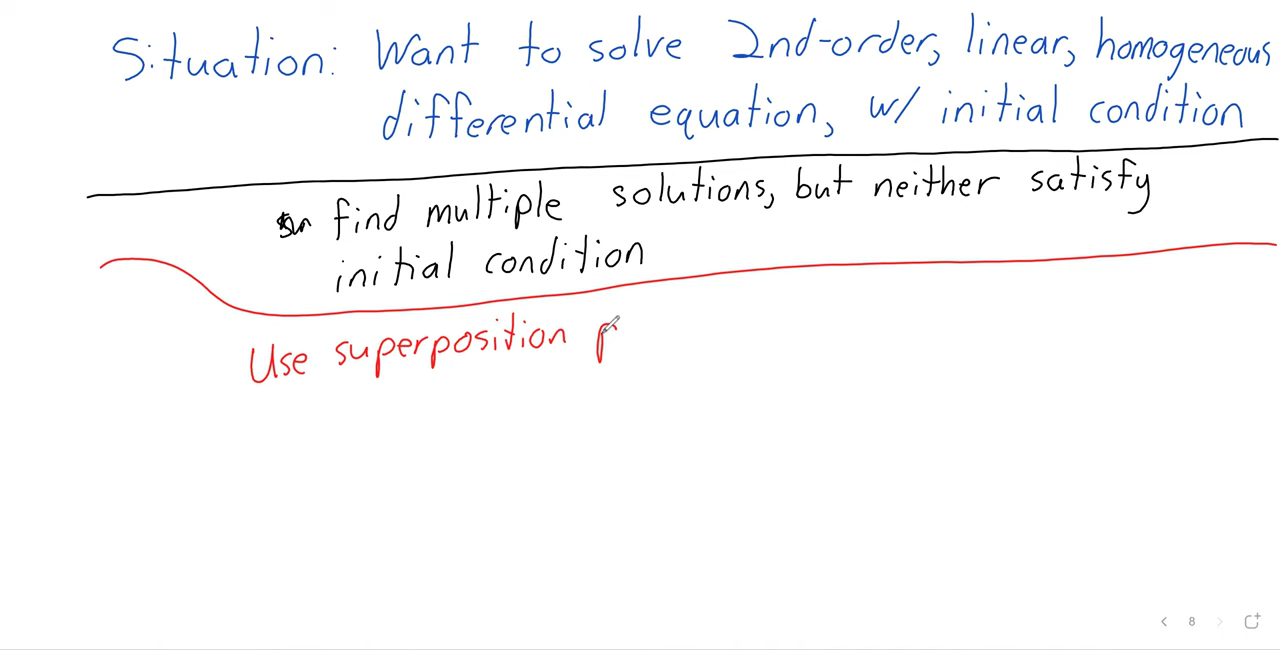 Situation: Want to solve 2nd-order, linear, homogeneous
differential equation, w/ initial condition
find multiple solutions, but neither satisfy
initial condition
Use superposition p
8